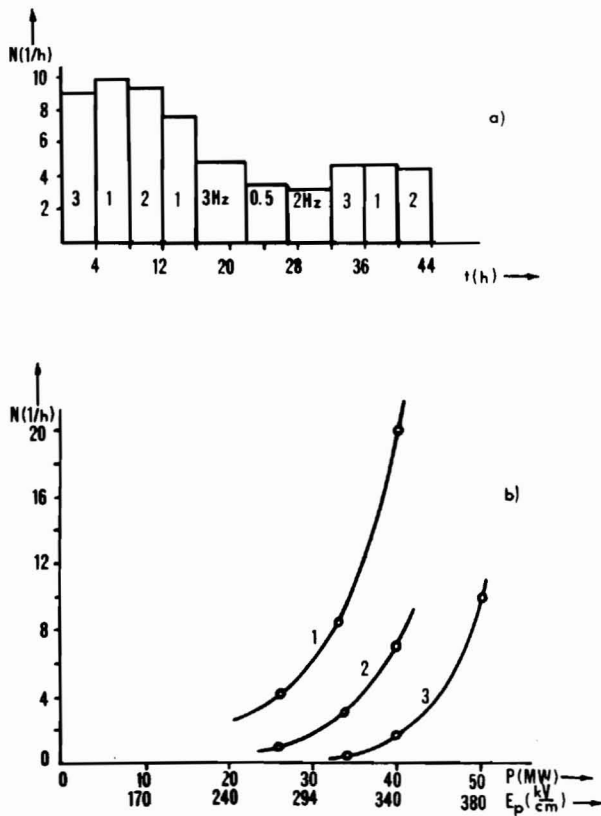 N(1/h)
10
8
6
4
2
a)
3 1 2 1 3Hz 0.5 2Hz 3 1 2
4 12 20 28 36 44
t(h)
N(1/h)
20
16
12
8
4
0
b)
1
2
3
0 10 20 30 40 50 P(MW)
170 240 294 340 380 Ep(kV/cm)